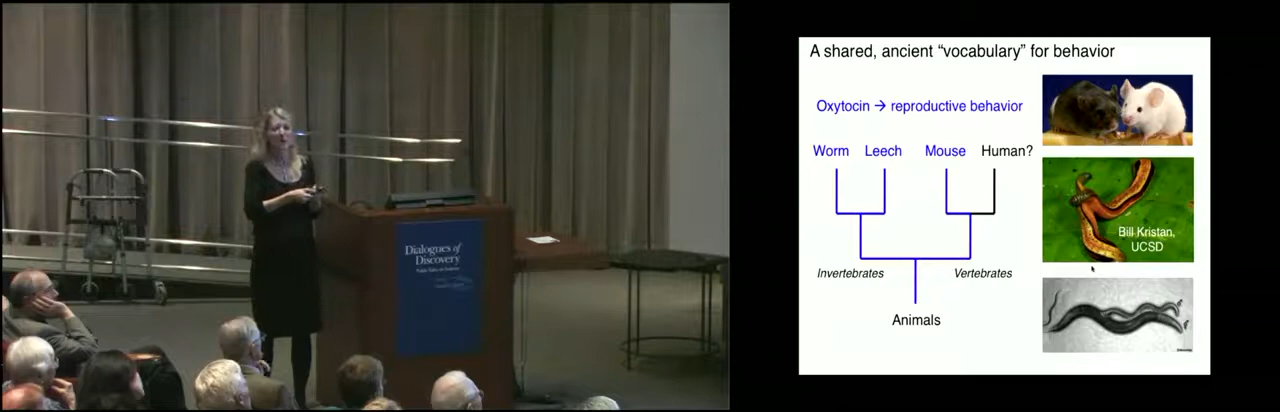 Dialogues of
Discovery
A shared, ancient “vocabulary” for behavior
Oxytocin → reproductive behavior
Worm Leech Mouse Human?
Bill Kristan,
UCSD
Invertebrates Vertebrates
Animals